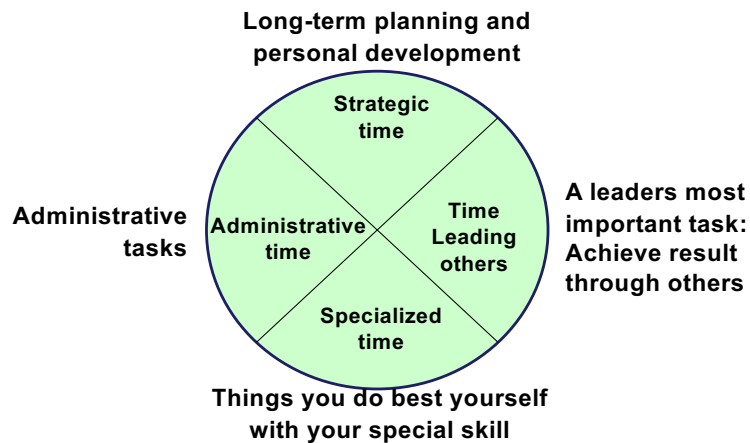 Long-term planning and
personal development
Strategic
time
Administrative
tasks
Administrative
time
Time
Leading
others
A leaders most
important task:
Achieve result
through others
Specialized
time
Things you do best yourself
with your special skill